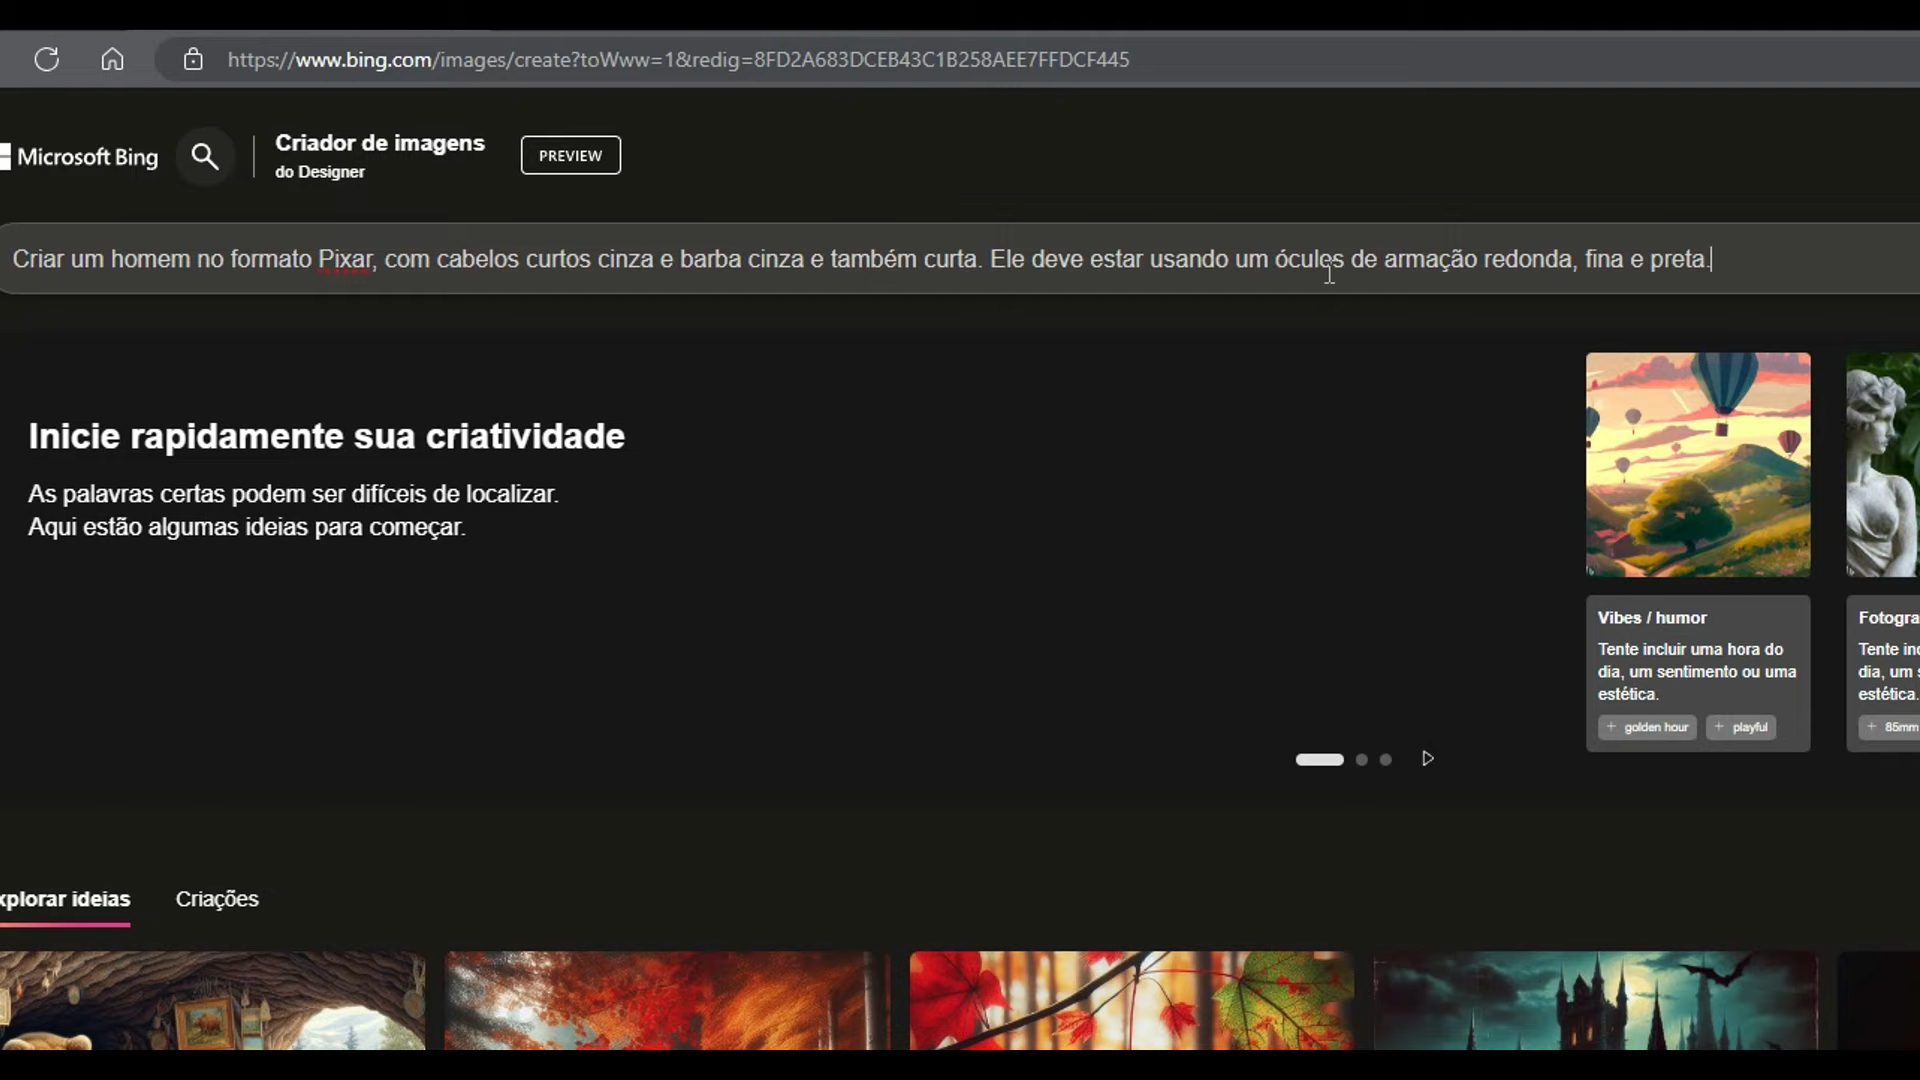 https://www.bing.com/images/create?toWww=1&redig=8FD2A683DCEB43C1B258AEE7FFDCF445
Microsoft Bing
Criador de imagens
do Designer
PREVIEW
Criar um homem no formato Pixar, com cabelos curtos cinza e barba cinza e também curta. Ele deve estar usando um óculos de armação redonda, fina e preta.
Inicie rapidamente sua criatividade
As palavras certas podem ser difíceis de localizar.
Aqui estão algumas ideias para começar.
Vibes / humor
Tente incluir uma hora do
dia, um sentimento ou uma
estética.
+ golden hour
+ playful
Fotogra
Tente inc
dia, um s
estética.
+ 85mm
xplorar ideias
Criações